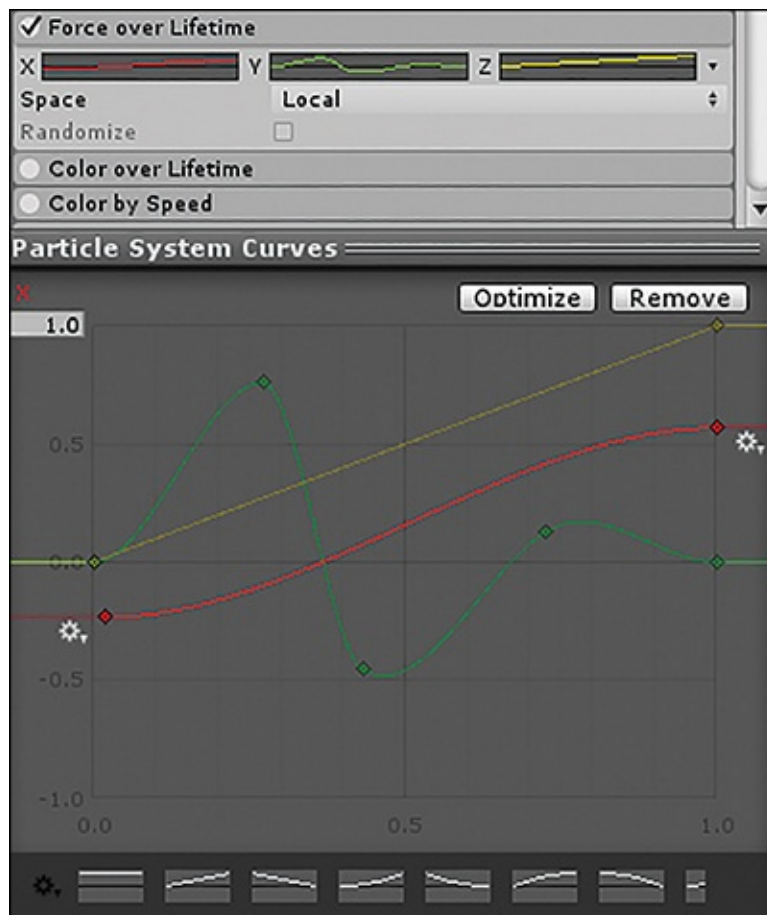 Force over Lifetime
X Y Z
Space Local
Randomize
Color over Lifetime
Color by Speed
Particle System Curves
X Optimize Remove
1.0
0.5
0.0
-0.5
-1.0
0.0 0.5 1.0